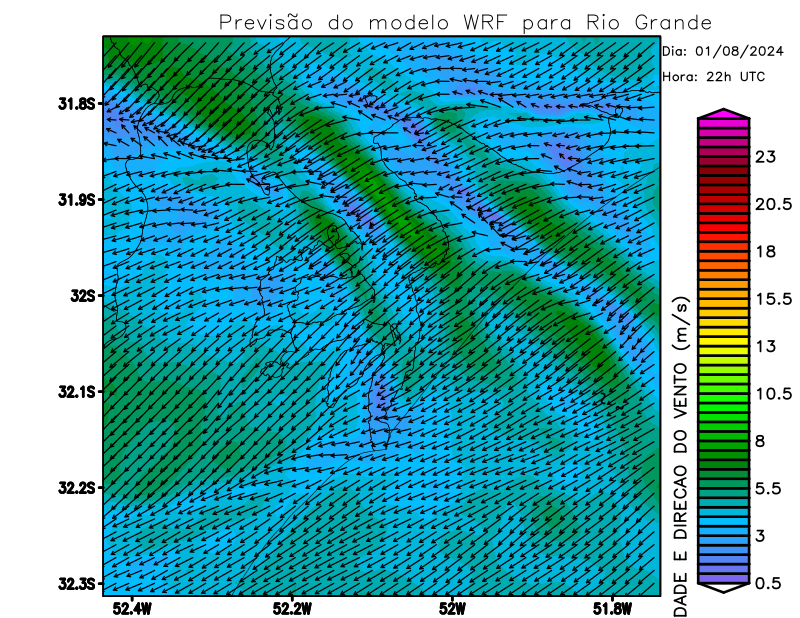 Previsão do modelo WRF para Rio Grande
Dia: 01/08/2024
Hora: 22h UTC
31.8S
31.9S
32S
32.1S
32.2S
32.3S
52.4W
52.2W
52W
51.8W
23
20.5
18
15.5
13
10.5
8
5.5
3
0.5
DADE E DIRECAO DO VENTO (m/s)